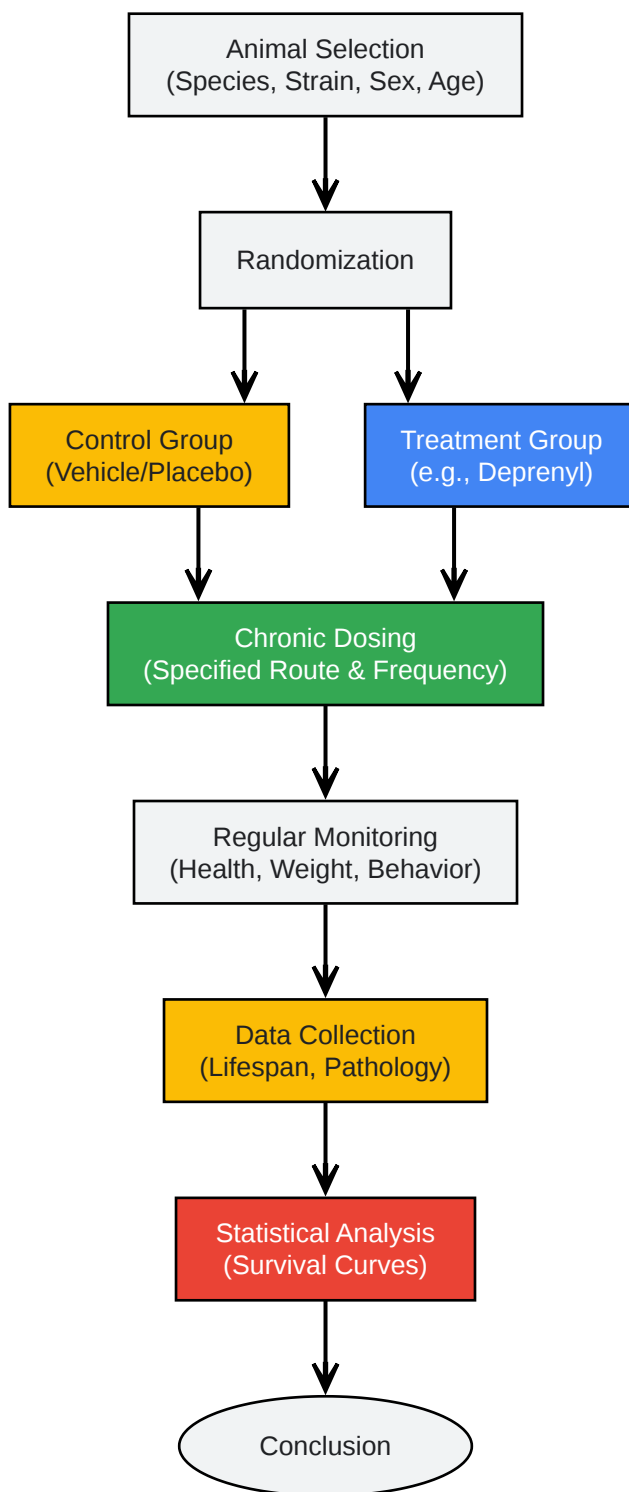 Animal Selection
(Species, Strain, Sex, Age)
Randomization
Control Group
(Vehicle/Placebo)
Treatment Group
(e.g., Deprenyl)
Chronic Dosing
(Specified Route & Frequency)
Regular Monitoring
(Health, Weight, Behavior)
Data Collection
(Lifespan, Pathology)
Statistical Analysis
(Survival Curves)
Conclusion